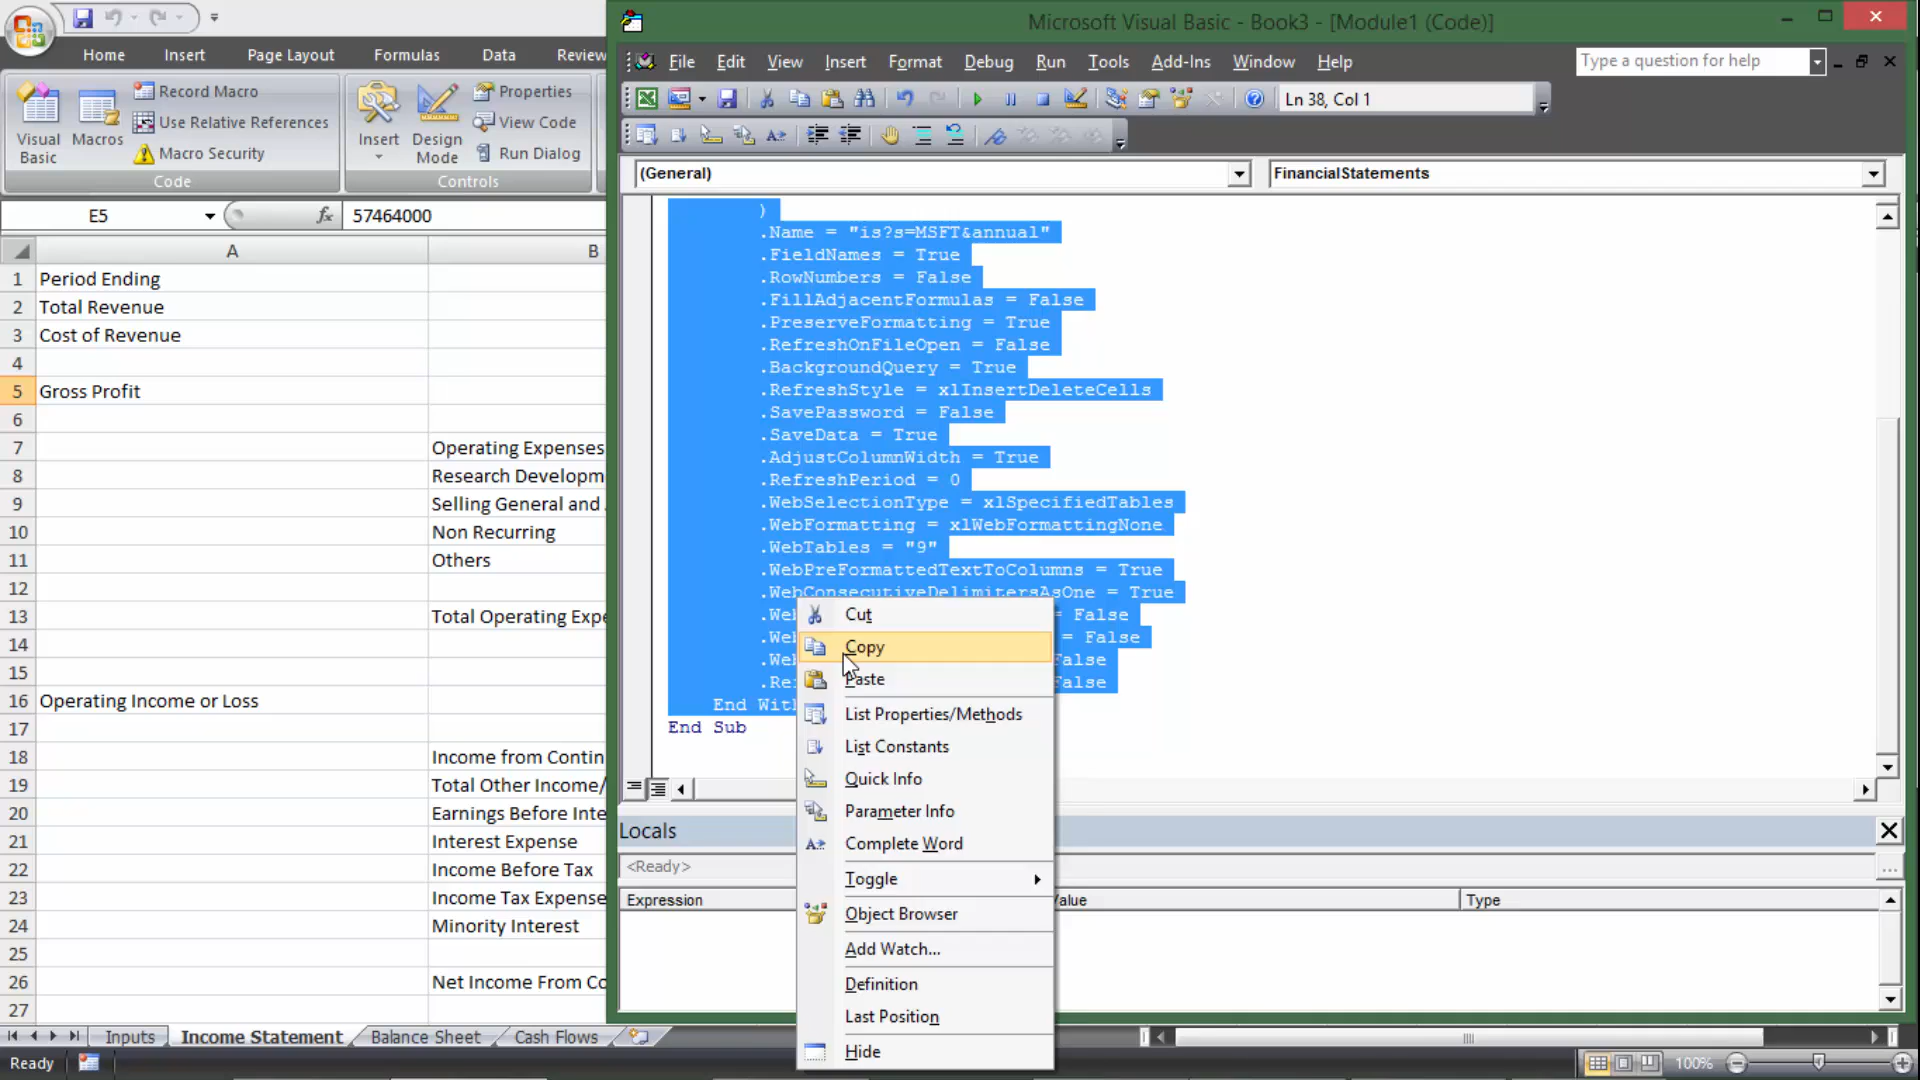 Home Insert Page Layout Formulas Data Review
Visual Basic
Macros
Record Macro
Use Relative References
Macro Security
Code
Insert
Design Mode
Properties
View Code
Run Dialog
Controls
E5
fx
57464000
A
B
1 Period Ending
2 Total Revenue
3 Cost of Revenue
4
5 Gross Profit
6
7 Operating Expenses
8 Research Developm
9 Selling General and
10 Non Recurring
11 Others
12
13 Total Operating Expe
14
15
16 Operating Income or Loss
17
18 Income from Contin
19 Total Other Income/
20 Earnings Before Inte
21 Interest Expense
22 Income Before Tax
23 Income Tax Expense
24 Minority Interest
25
26 Net Income From Co
27
Inputs Income Statement Balance Sheet Cash Flows
Ready
100%
Microsoft Visual Basic - Book3 - [Module1 (Code)]
File Edit View Insert Format Debug Run Tools Add-Ins Window Help
Type a question for help
Ln 38, Col 1
(General)
FinancialStatements
)
.Name = "is?s=MSFT&annual"
.FieldNames = True
.RowNumbers = False
.FillAdjacentFormulas = False
.PreserveFormatting = True
.RefreshOnFileOpen = False
.BackgroundQuery = True
.RefreshStyle = xlInsertDeleteCells
.SavePassword = False
.SaveData = True
.AdjustColumnWidth = True
.RefreshPeriod = 0
.WebSelectionType = xlSpecifiedTables
.WebFormatting = xlWebFormattingNone
.WebTables = "9"
.WebPreFormattedTextToColumns = True
.WebConsecutiveDelimitersAsOne = True
.We = False
.We = False
.We False
.Re False
End Wit
End Sub
Cut
Copy
Paste
List Properties/Methods
List Constants
Quick Info
Parameter Info
Complete Word
Toggle
Object Browser
Add Watch...
Definition
Last Position
Hide
Locals
<Ready>
...
Expression alue Type